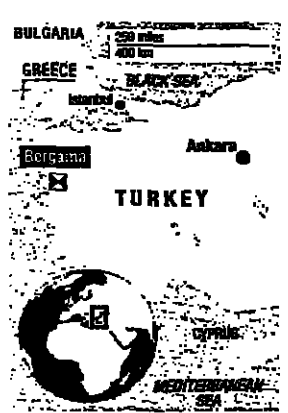 BULGARIA
250 miles
400 km
GREECE
BLACK SEA
Istanbul
Ankara
Bergama
TURKEY
CYPRUS
MEDITERRANEAN
SEA